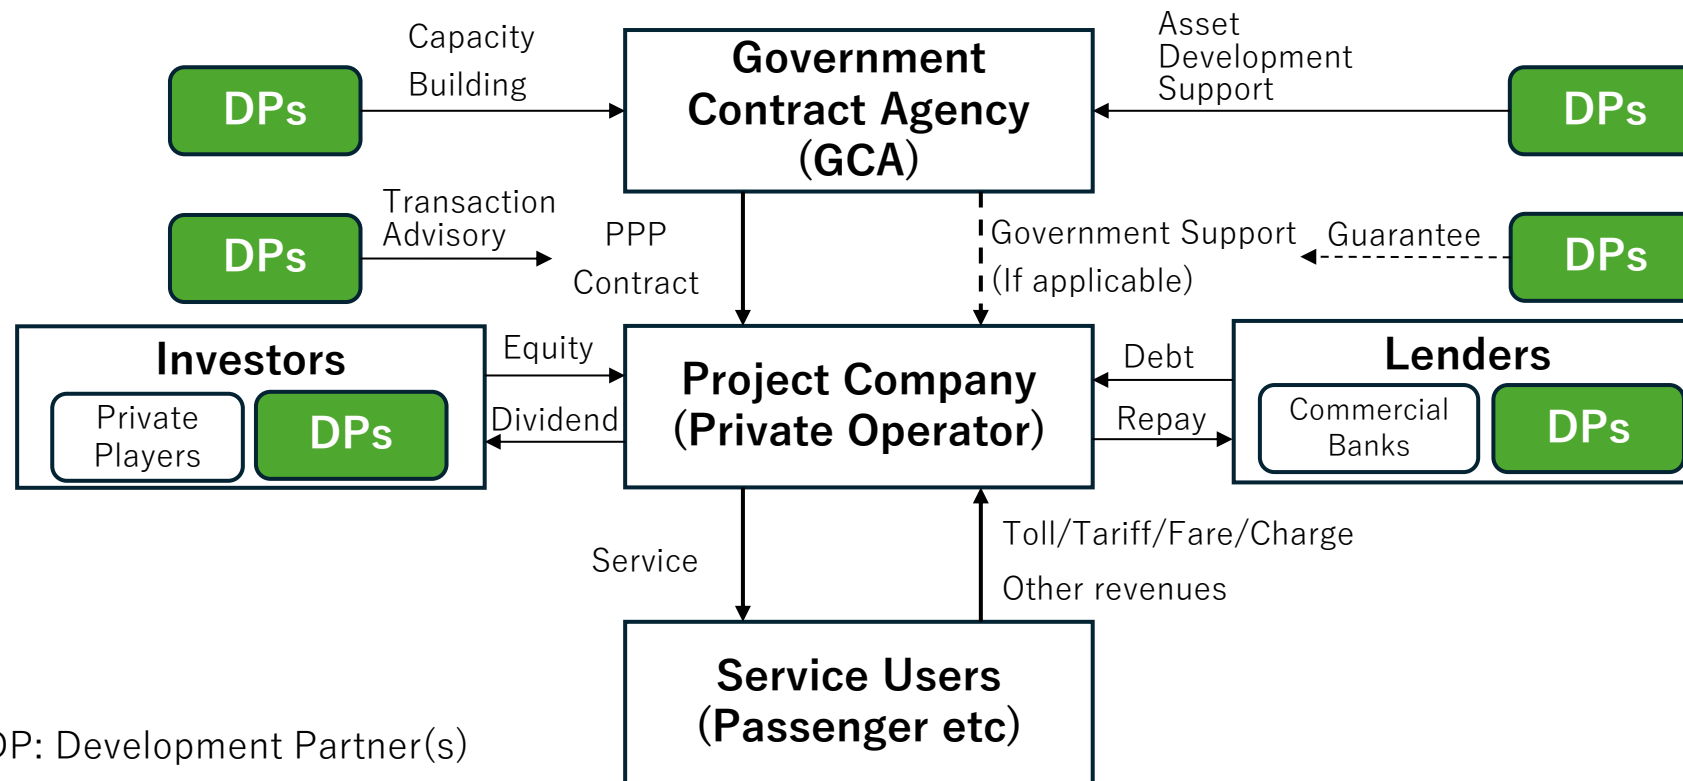 Capacity
Building
DPs
Government
Contract Agency
(GCA)
Asset
Development
Support
DPs
DPs
Transaction
Advisory
PPP
Contract
Government Support
(If applicable)
Guarantee
DPs
Investors
Private
Players
DPs
Equity
Dividend
Project Company
(Private Operator)
Debt
Repay
Lenders
Commercial
Banks
DPs
Service
Toll/Tariff/Fare/Charge
Other revenues
Service Users
(Passenger etc)
DP: Development Partner(s)